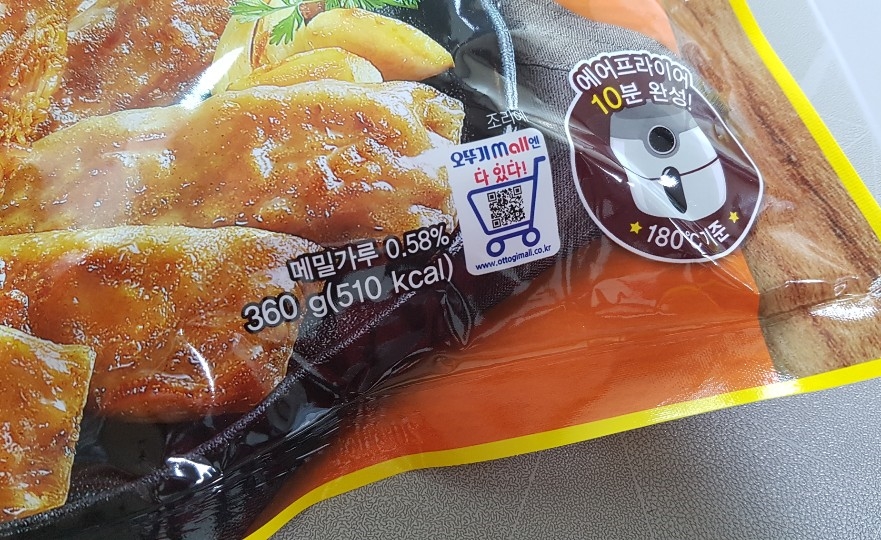 에어프라이어
10분 완성!
180℃기준
조리예
오뚜기mall엔
다 있다!
www.ottogimall.co.kr
메밀가루 0.58%
360 g(510 kcal)